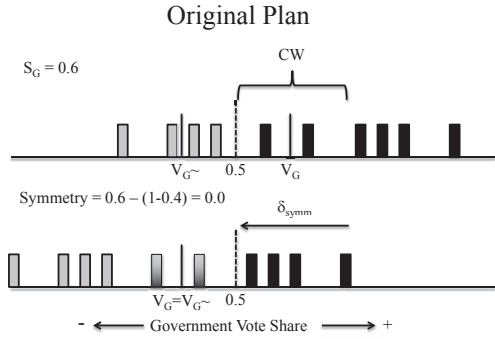 Original Plan
CW
S_G = 0.6
V_G~ 0.5 V_G
Symmetry = 0.6 – (1-0.4) = 0.0
δ_symm
V_G=V_G~ 0.5
- Government Vote Share +